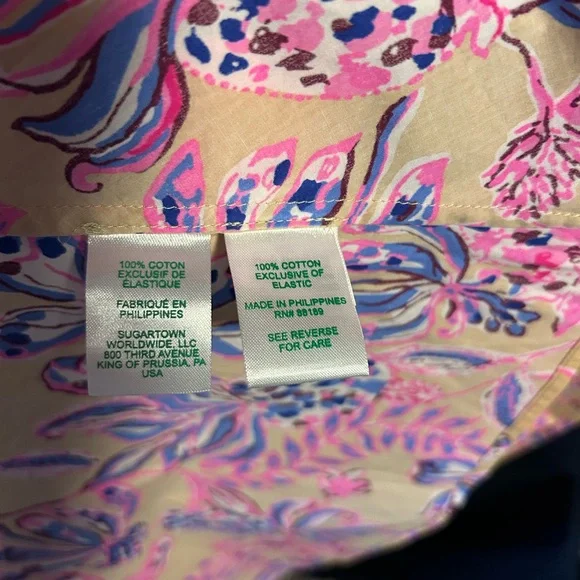 100% COTON
EXCLUSIF DE
ÉLASTIQUE
FABRIQUÉ EN
PHILIPPINES
SUGARTOWN
WORLDWIDE, LLC
800 THIRD AVENUE
KING OF PRUSSIA, PA
USA
100% COTTON
EXCLUSIVE OF
ELASTIC
MADE IN PHILIPPINES
RN# 88189
SEE REVERSE
FOR CARE